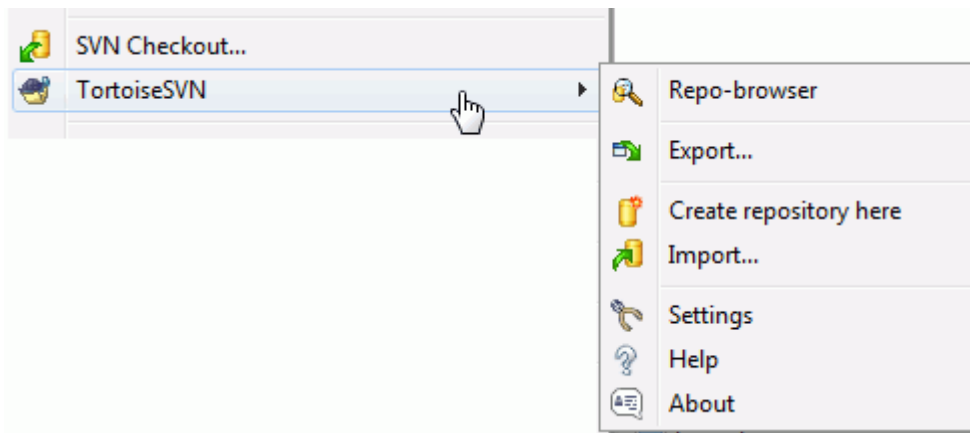 SVN Checkout...
TortoiseSVN
Repo-browser
Export...
Create repository here
Import...
Settings
Help
About